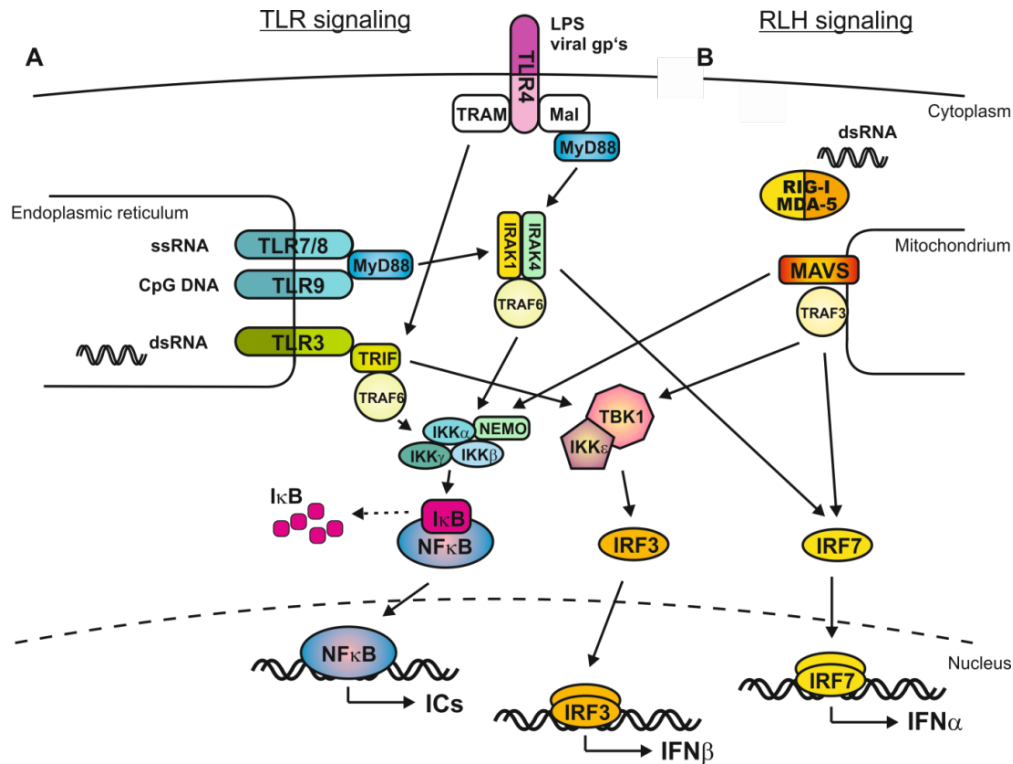 TLR signaling
RLH signaling
A
B
LPS
viral gp's
TLR4
TRAM
Mal
MyD88
Cytoplasm
dsRNA
RIG-I
MDA-5
Endoplasmic reticulum
ssRNA
TLR7/8
MyD88
CpG DNA
TLR9
IRAK1
IRAK4
TRAF6
Mitochondrium
MAVS
TRAF3
dsRNA
TLR3
TRIF
TRAF6
IKKα
NEMO
IKKγ
IKKβ
TBK1
IKKε
IκB
IκB
NFκB
IRF3
IRF7
Nucleus
NFκB
ICs
IRF3
IFNβ
IRF7
IFNα